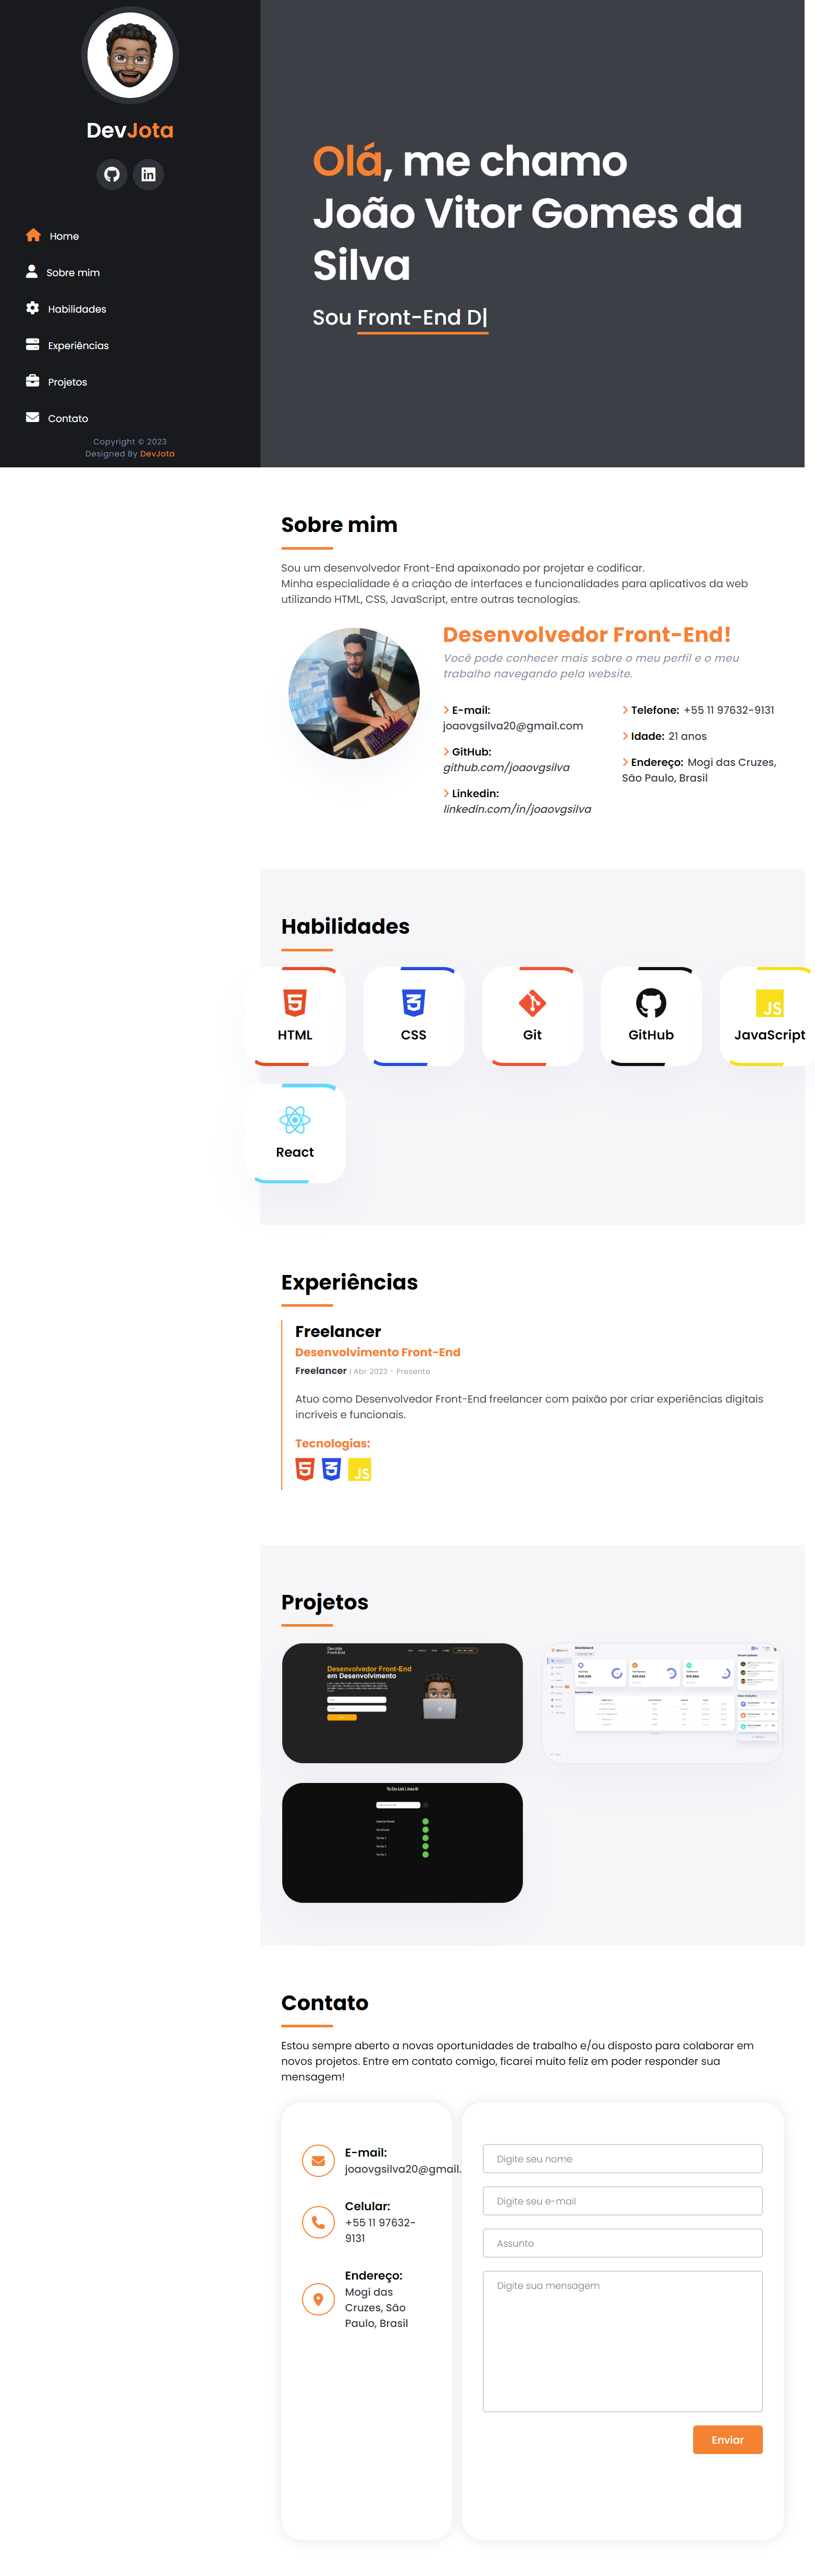 DevJota
Home
Sobre mim
Habilidades
Experiências
Projetos
Contato
Copyright © 2023
Designed By DevJota
Olá, me chamo
João Vitor Gomes da
Silva
Sou Front-End D|
Sobre mim
Sou um desenvolvedor Front-End apaixonado por projetar e codificar.
Minha especialidade é a criação de interfaces e funcionalidades para aplicativos da web
utilizando HTML, CSS, JavaScript, entre outras tecnologias.
Desenvolvedor Front-End!
Você pode conhecer mais sobre o meu perfil e o meu
trabalho navegando pela website.
E-mail:
joaovgsilva20@gmail.com
GitHub:
github.com/joaovgsilva
Linkedin:
linkedin.com/in/joaovgsilva
Telefone: +55 11 97632-9131
Idade: 21 anos
Endereço: Mogi das Cruzes,
São Paulo, Brasil
Habilidades
HTML
CSS
Git
GitHub
JS
JavaScript
React
Experiências
Freelancer
Desenvolvimento Front-End
Freelancer | Abr 2023 - Presente
Atuo como Desenvolvedor Front-End freelancer com paixão por criar experiências digitais
incríveis e funcionais.
Tecnologias:
JS
Projetos
Desenvolvedor Front-End
em Desenvolvimento
Dashboard
To Do List | Jota ©
Contato
Estou sempre aberto a novas oportunidades de trabalho e/ou disposto para colaborar em
novos projetos. Entre em contato comigo, ficarei muito feliz em poder responder sua
mensagem!
E-mail:
joaovgsilva20@gmail.
Celular:
+55 11 97632-
9131
Endereço:
Mogi das
Cruzes, São
Paulo, Brasil
Digite seu nome
Digite seu e-mail
Assunto
Digite sua mensagem
Enviar